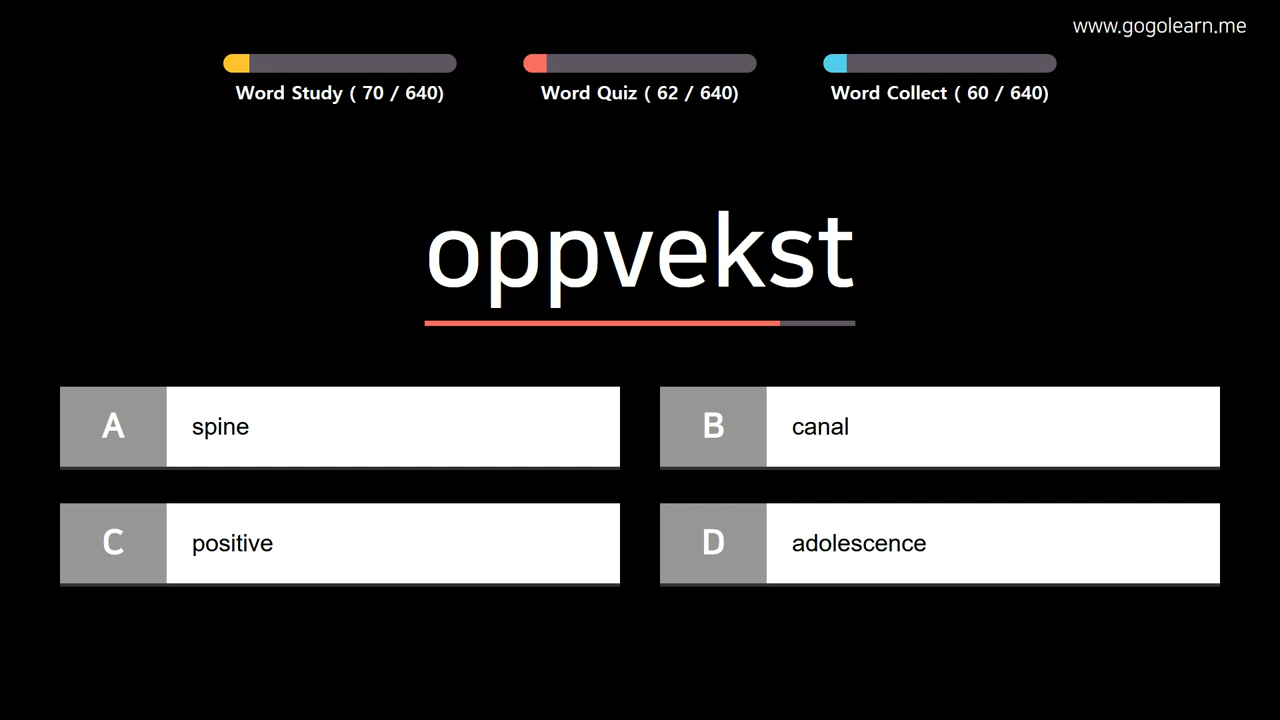 www.gogolearn.me
Word Study ( 70 / 640)
Word Quiz ( 62 / 640)
Word Collect ( 60 / 640)
oppvekst
A spine
B canal
C positive
D adolescence